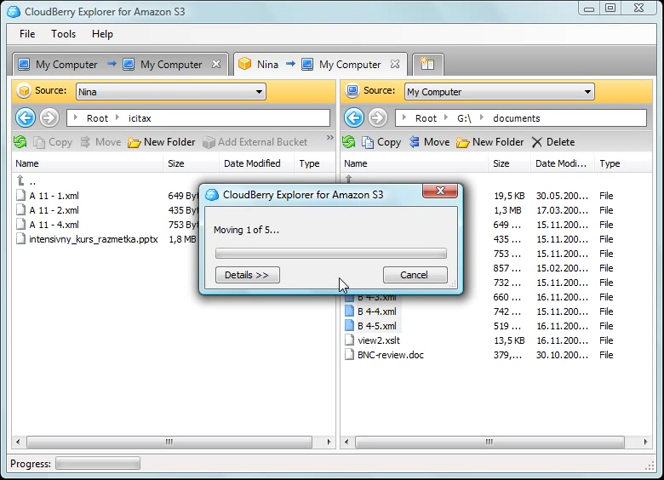 CloudBerry Explorer for Amazon S3
File Tools Help
My Computer My Computer Nina My Computer
Source: Nina
Root icitax
Copy Move New Folder Add External Bucket »
Name Size Date Modified Type
..
A 11 - 1.xml 649 Byt
A 11 - 2.xml 435 Byt
A 11 - 4.xml 753 Byt
intensivny_kurs_razmetka.pptx 1,8 MB
Source: My Computer
Root G:\ documents
Copy Move New Folder Delete
Name Size Date Modi... Type
19,5 KB 30.05.200... File
1,3 MB 17.03.200... File
649 ... 15.11.200... File
435 ... 15.11.200... File
753 ... 15.11.200... File
857 ... 15.02.200... File
732 ... 16.11.200... File
B 4-3.xml 660 ... 16.11.200... File
B 4-4.xml 742 ... 16.11.200... File
B 4-5.xml 519 ... 16.11.200... File
view2.xslt 13,5 KB 15.11.200... File
BNC-review.doc 379,... 30.10.200... File
CloudBerry Explorer for Amazon S3
Moving 1 of 5...
Details >> Cancel
Progress: